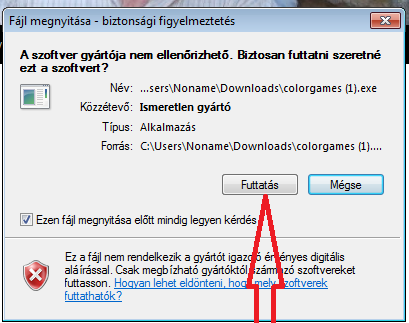 Fájl megnyitása - biztonsági figyelmeztetés
A szoftver gyártója nem ellenőrizhető. Biztosan futtatni szeretné
ezt a szoftvert?
Név: ...sers\Noname\Downloads\colorgames (1).exe
Közzétevő: Ismeretlen gyártó
Típus: Alkalmazás
Forrás: C:\Users\Noname\Downloads\colorgames (1)....
Futtatás Mégse
Ezen fájl megnyitása előtt mindig legyen kérdés
Ez a fájl nem rendelkezik a gyártót igazoló érvényes digitális
aláírással. Csak megbízható gyártóktól származó szoftvereket
futtasson. Hogyan lehet eldönteni, hogy mely szoftverek
futtathatók?